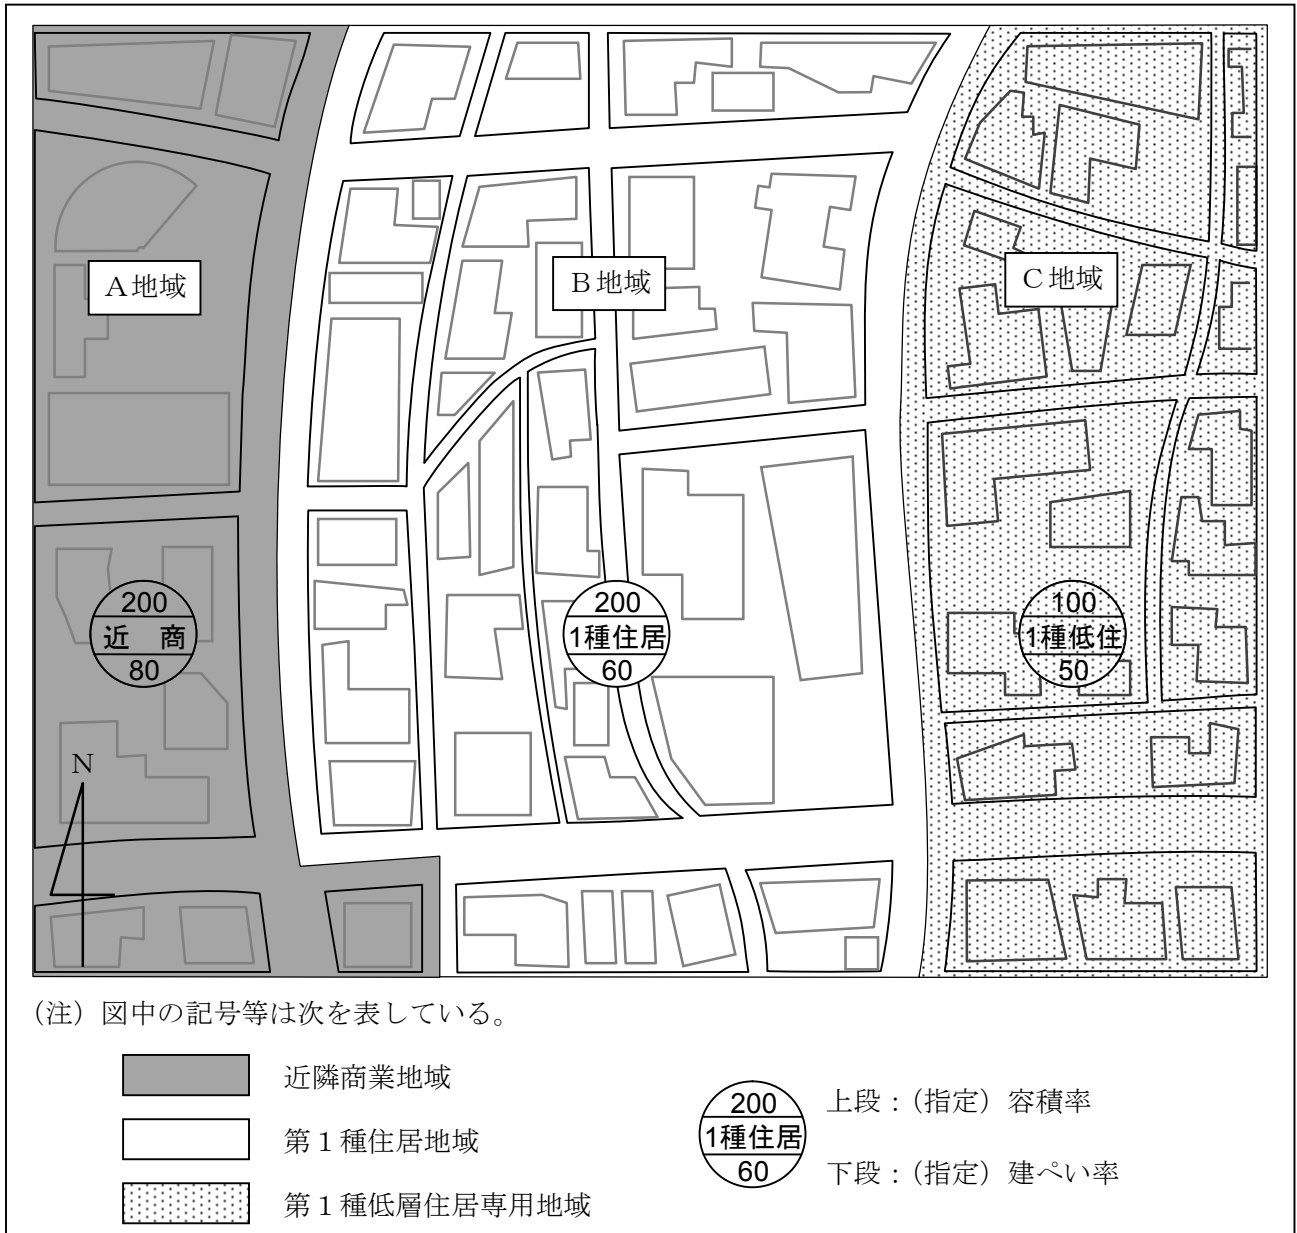 A地域
B地域
C地域
200
近 商
80
200
1種住居
60
100
1種低住
50
N
（注）図中の記号等は次を表している。
近隣商業地域
第１種住居地域
第１種低層住居専用地域
200
1種住居
60
上段：（指定）容積率
下段：（指定）建ぺい率